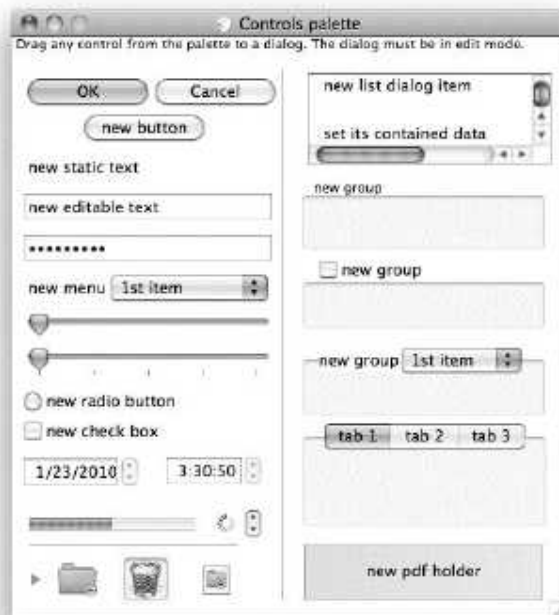 Controls palette
Drag any control from the palette to a dialog. The dialog must be in edit mode.
OK
Cancel
new button
new static text
new editable text
•••••••••
new menu
1st item
new radio button
new check box
1/23/2010
3:30:50
new list dialog item
set its contained data
new group
new group
new group
1st item
tab 1
tab 2
tab 3
new pdf holder